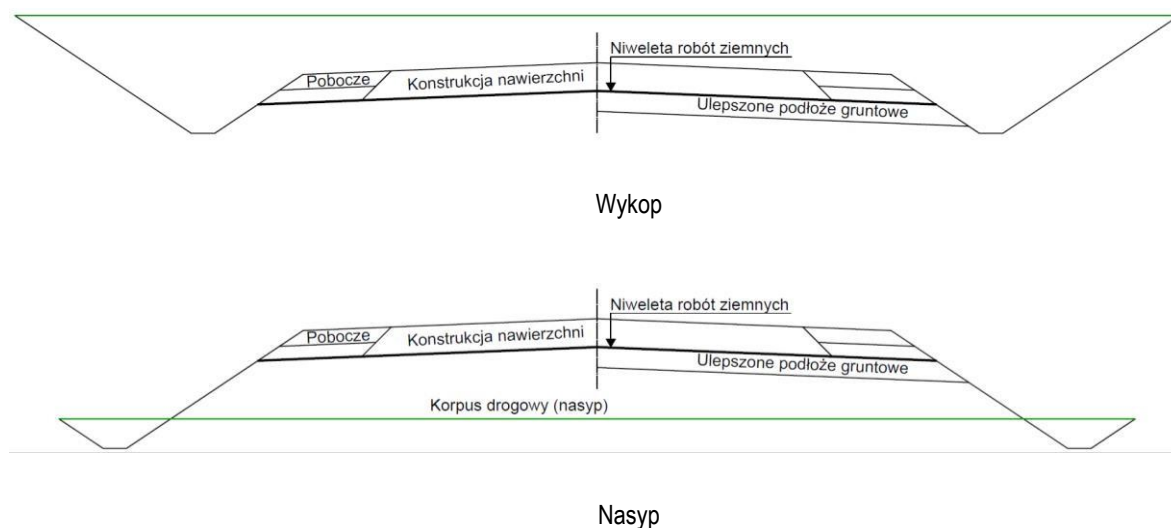 Niweleta robót ziemnych
Pobocze
Konstrukcja nawierzchni
Ulepszone podłoże gruntowe
Wykop
Niweleta robót ziemnych
Pobocze
Konstrukcja nawierzchni
Ulepszone podłoże gruntowe
Korpus drogowy (nasyp)
Nasyp